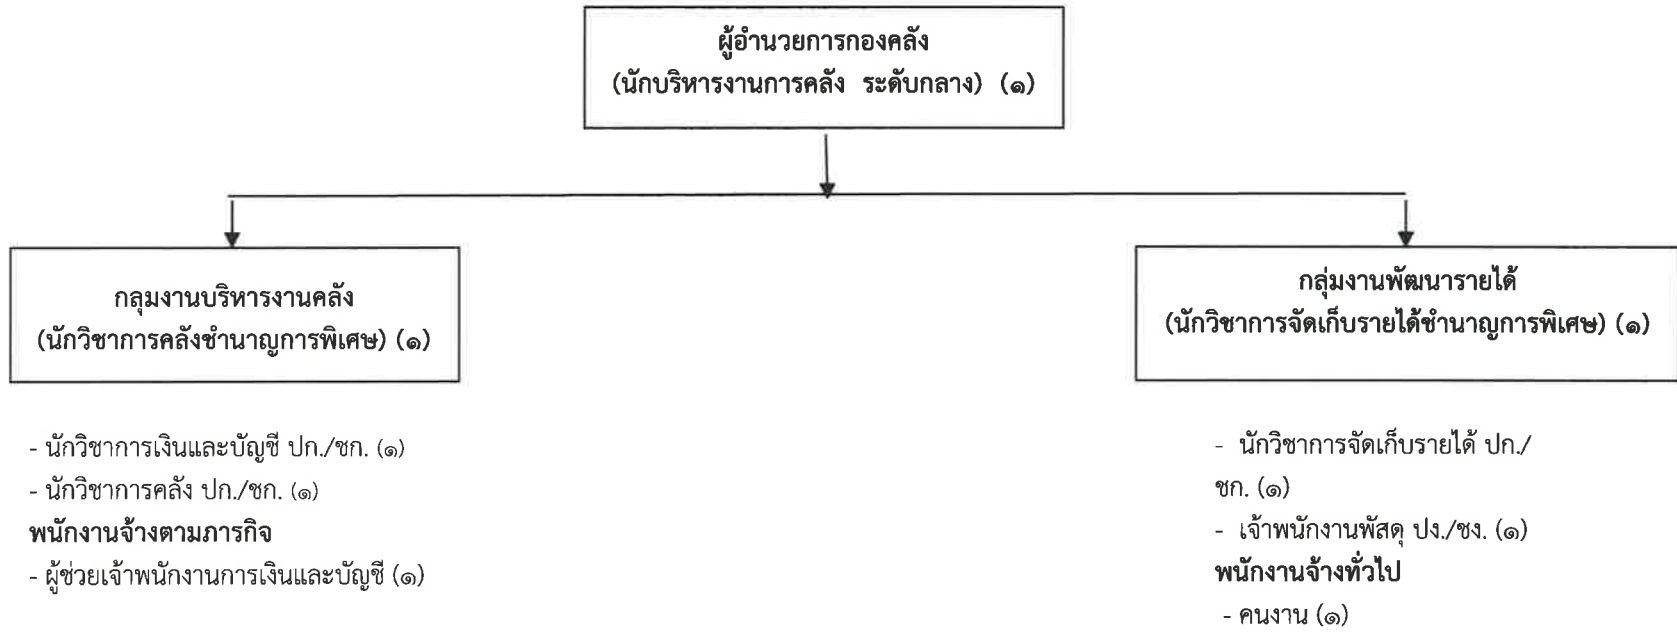 ผู้อำนวยการกองคลัง
(นักบริหารงานการคลัง ระดับกลาง) (๑)
กลุมงานบริหารงานคลัง
(นักวิชาการคลังชำนาญการพิเศษ) (๑)
- นักวิชาการเงินและบัญชี ปก./ชก. (๑)
- นักวิชาการคลัง ปก./ชก. (๑)
พนักงานจ้างตามภารกิจ
- ผู้ช่วยเจ้าพนักงานการเงินและบัญชี (๑)
กลุ่มงานพัฒนารายได้
(นักวิชาการจัดเก็บรายได้ชำนาญการพิเศษ) (๑)
- นักวิชาการจัดเก็บรายได้ ปก./
ชก. (๑)
- เจ้าพนักงานพัสดุ ปง./ชง. (๑)
พนักงานจ้างทั่วไป
- คนงาน (๑)